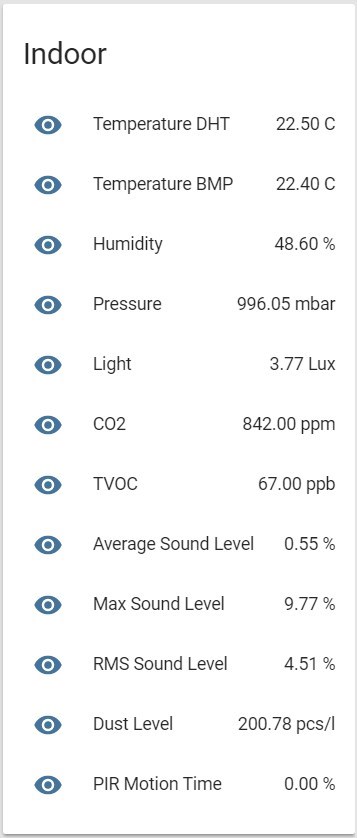 Indoor
Temperature DHT 22.50 C
Temperature BMP 22.40 C
Humidity 48.60 %
Pressure 996.05 mbar
Light 3.77 Lux
CO2 842.00 ppm
TVOC 67.00 ppb
Average Sound Level 0.55 %
Max Sound Level 9.77 %
RMS Sound Level 4.51 %
Dust Level 200.78 pcs/l
PIR Motion Time 0.00 %